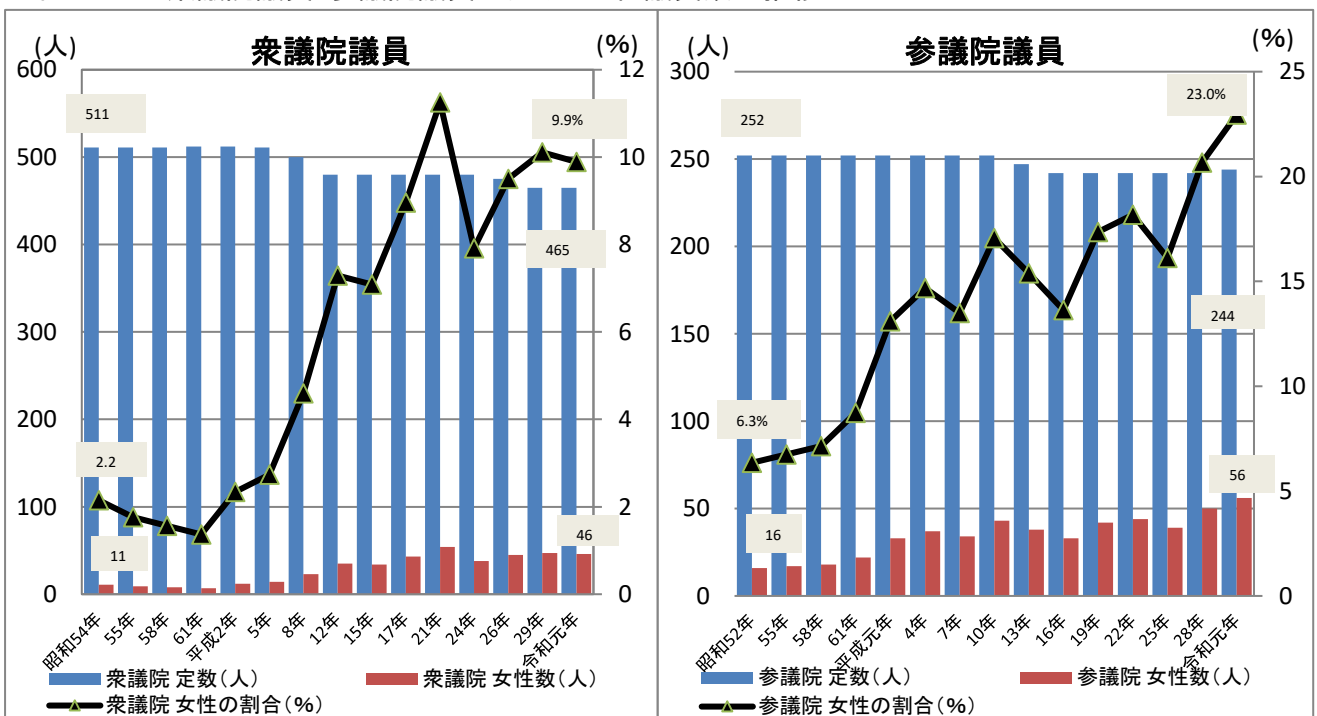 (人)
衆議院議員
(%)
600
500
400
300
200
100
0
12
10
8
6
4
2
0
511
9.9%
465
2.2
11
46
昭和54年
55年
58年
61年
平成2年
5年
8年
12年
15年
17年
21年
24年
26年
29年
令和元年
衆議院 定数(人)
衆議院 女性数(人)
衆議院 女性の割合(%)
(人)
参議院議員
(%)
300
250
200
150
100
50
0
25
20
15
10
5
0
252
23.0%
244
6.3%
16
56
昭和52年
55年
58年
61年
平成元年
4年
7年
10年
13年
16年
19年
22年
25年
28年
令和元年
参議院 定数(人)
参議院 女性数(人)
参議院 女性の割合(%)